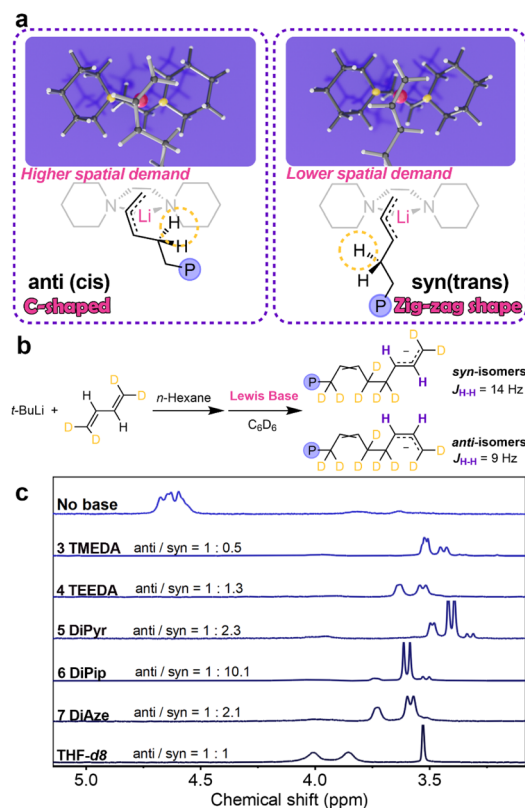 a
Higher spatial demand
Lower spatial demand
N Li N
N Li N
H
H
H
H
P
P
anti (cis)
syn(trans)
C-shaped
Zig-zag shape
b
t-BuLi +
D
D
H
H
D
D
n-Hexane
Lewis Base
C6D6
H
D
D
P
D D
D D
D D
H
−
syn-isomers
JH-H = 14 Hz
H H
D
P
D D
D D
D D
D
−
anti-isomers
JH-H = 9 Hz
c
No base
3 TMEDA anti / syn = 1 : 0.5
4 TEEDA anti / syn = 1 : 1.3
5 DiPyr anti / syn = 1 : 2.3
6 DiPip anti / syn = 1 : 10.1
7 DiAze anti / syn = 1 : 2.1
THF-d8 anti / syn = 1 : 1
5.0 4.5 4.0 3.5
Chemical shift (ppm)